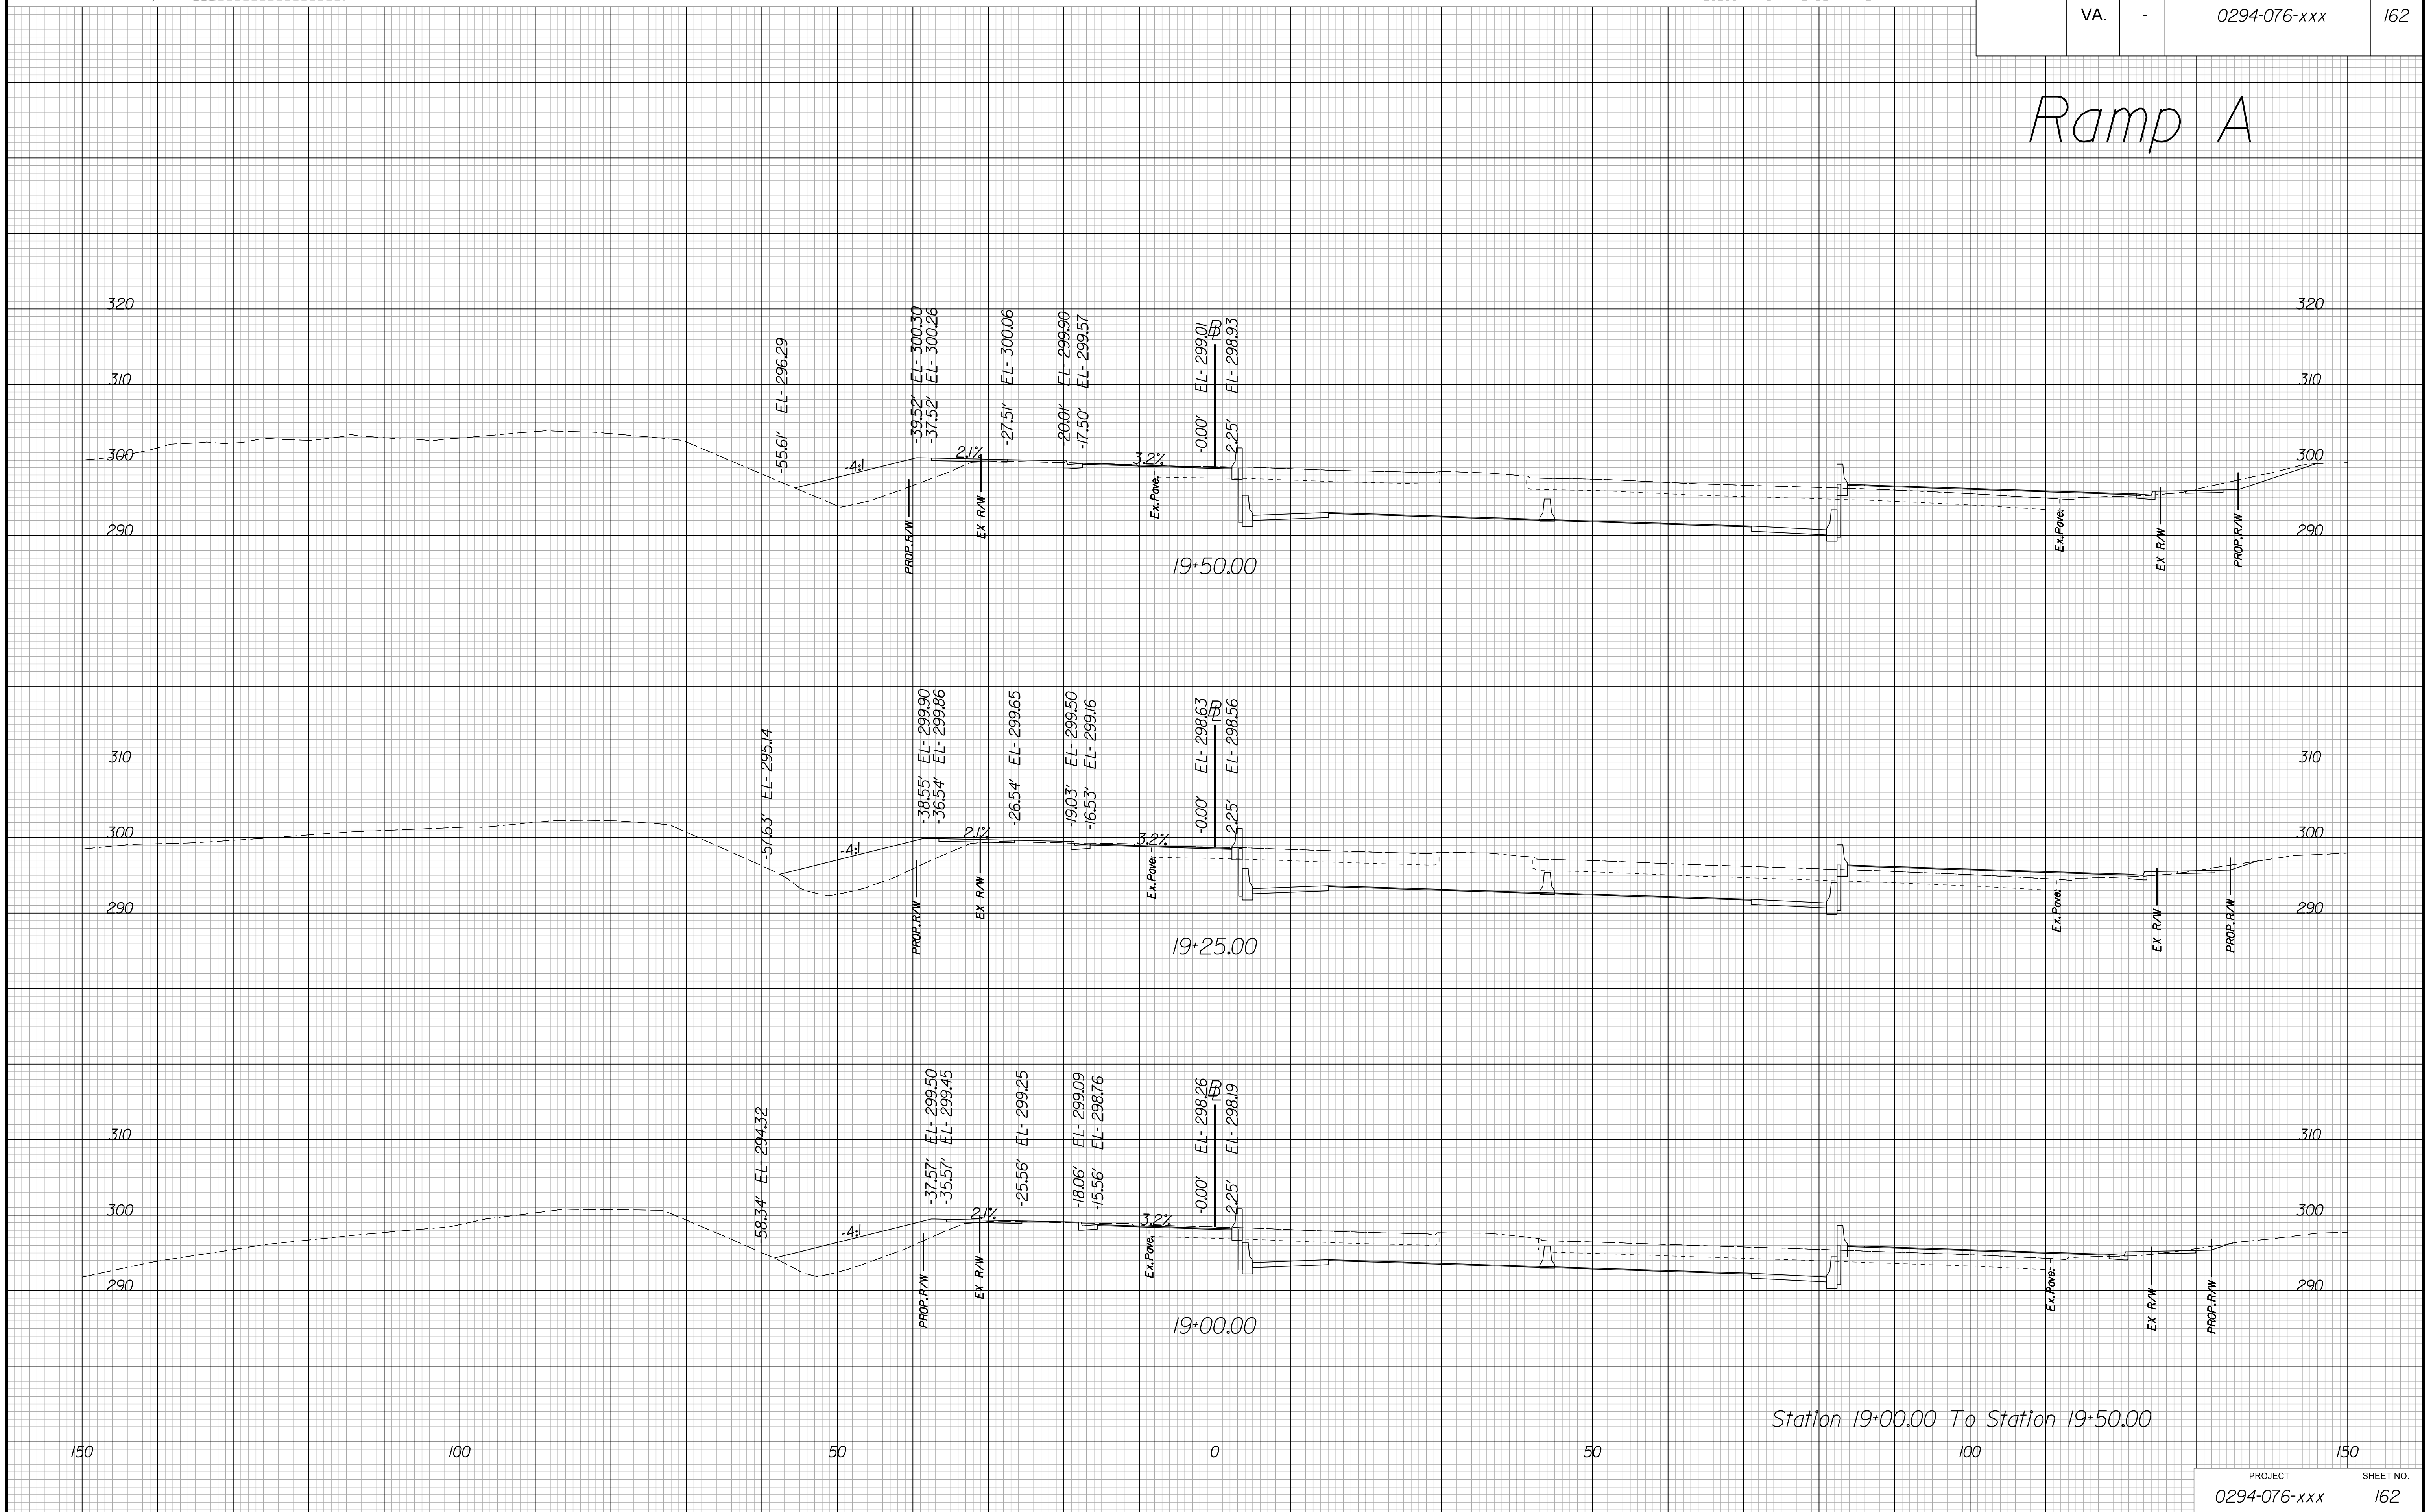 VA. - 0294-076-xxx 162
Ramp A
320 320
310 310
300 300
290 290
-55.61' EL- 296.29
-39.52' EL- 300.30
-37.52' EL- 300.26
-27.51' EL- 300.06
20.01' EL- 299.90
-17.50' EL- 299.57
-0.00' EL- 299.01
2.25' EL- 298.93
-4:1
2.1%
3.2%
PROP.R/W
EX R/W
Ex.Pave.
Ex.Pave.
EX R/W
PROP.R/W
19+50.00
310 310
300 300
290 290
-57.63' EL- 295.14
-38.55' EL- 299.90
-36.54' EL- 299.86
-26.54' EL- 299.65
-19.03' EL- 299.50
-16.53' EL- 299.16
-0.00' EL- 298.63
2.25' EL- 298.56
-4:1
2.1%
3.2%
PROP.R/W
EX R/W
Ex.Pave.
Ex.Pave.
EX R/W
PROP.R/W
19+25.00
310 310
300 300
290 290
-58.34' EL- 294.32
-37.57' EL- 299.50
-35.57' EL- 299.45
-25.56' EL- 299.25
-18.06' EL- 299.09
-15.56' EL- 298.76
-0.00' EL- 298.26
2.25' EL- 298.19
-4:1
2.1%
3.2%
PROP.R/W
EX R/W
Ex.Pave.
Ex.Pave.
EX R/W
PROP.R/W
19+00.00
Station 19+00.00 To Station 19+50.00
150 100 50 0 50 100 150
PROJECT SHEET NO.
0294-076-xxx 162